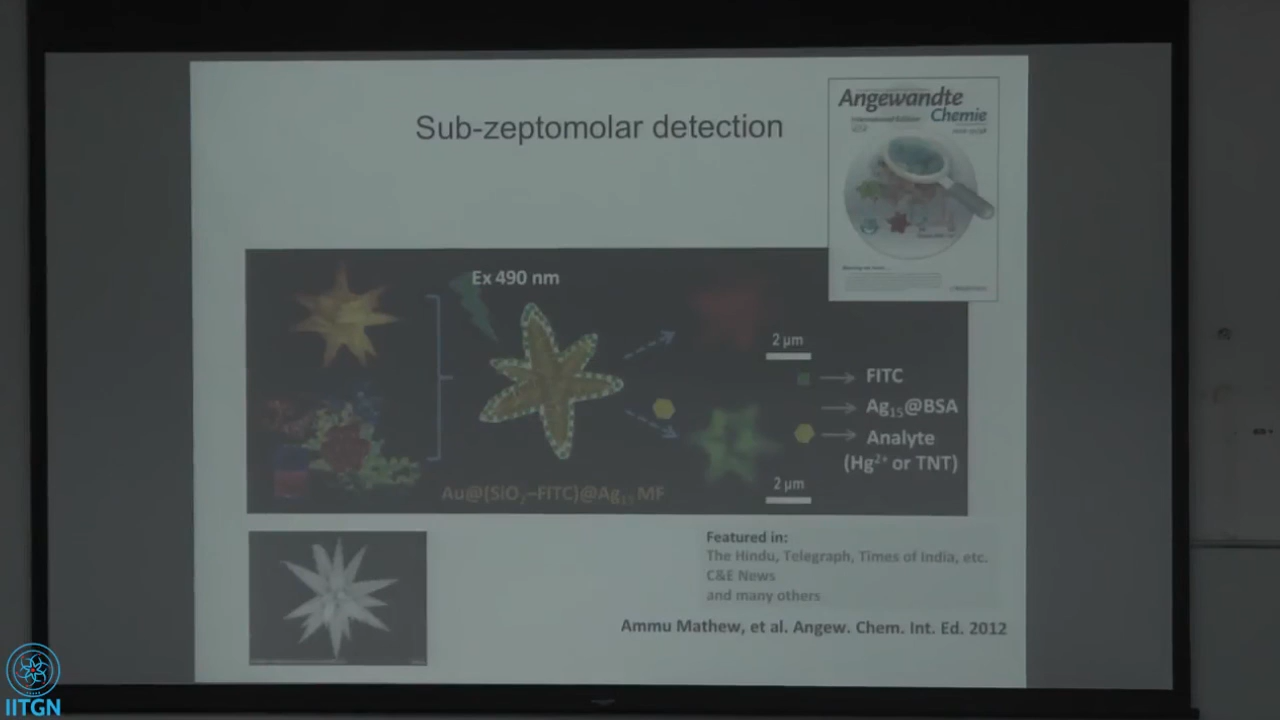 Sub-zeptomolar detection
Angewandte
Chemie
International Edition
Ex 490 nm
2 μm
FITC
Ag₁₅@BSA
Analyte
(Hg²⁺ or TNT)
2 μm
Au@(SiO₂–FITC)@Ag₁₅ MF
Featured in:
The Hindu, Telegraph, Times of India, etc.
C&E News
and many others
Ammu Mathew, et al. Angew. Chem. Int. Ed. 2012
IITGN